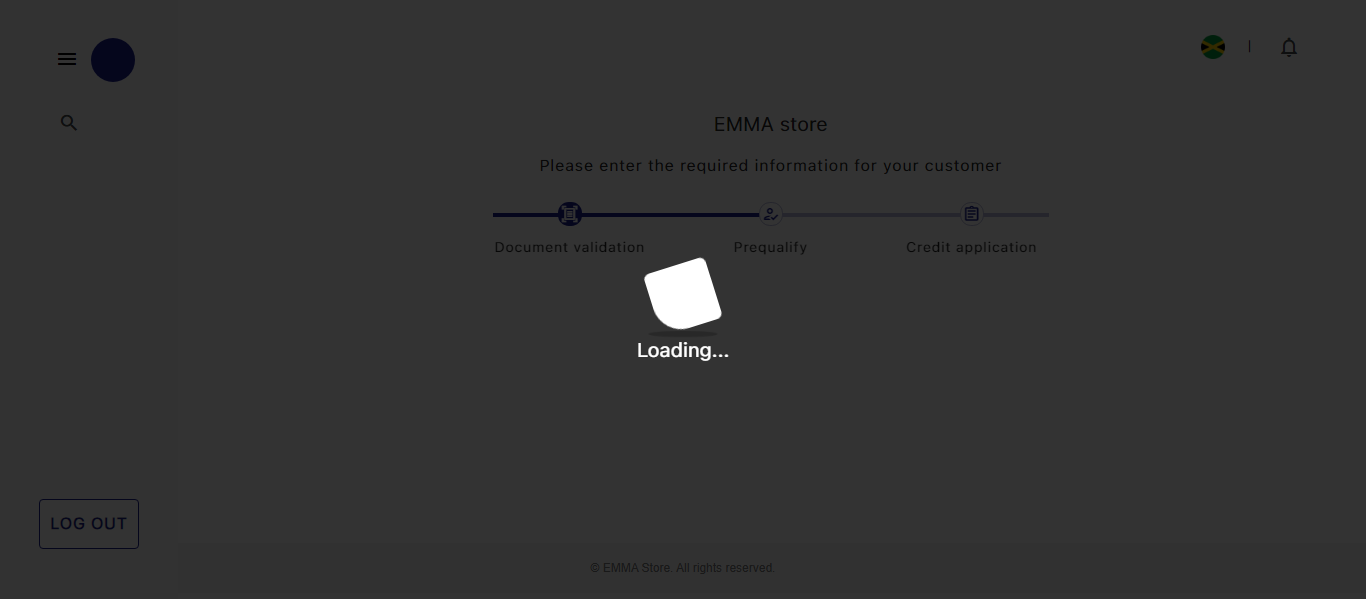 EMMA store
Please enter the required information for your customer
Document validation
Prequalify
Credit application
Loading...
LOG OUT
© EMMA Store. All rights reserved.